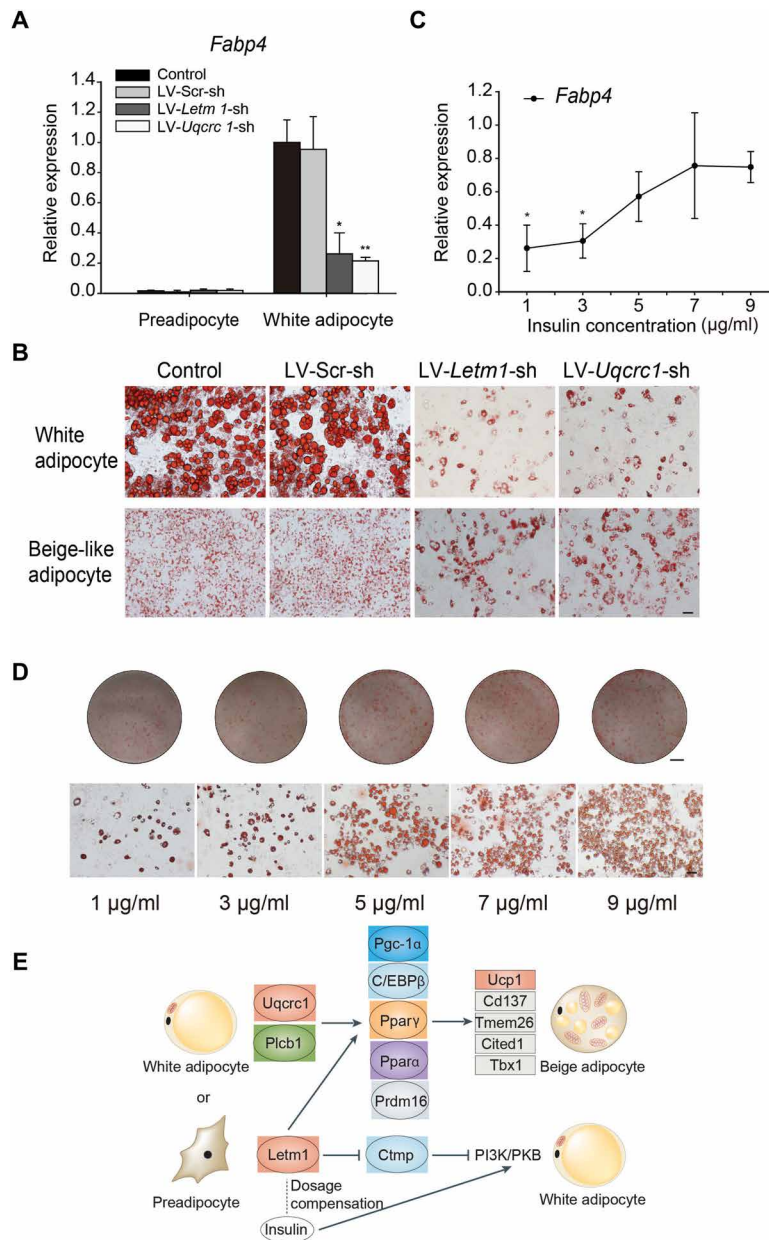 A
Fabp4
Control
LV-Scr-sh
LV-Letm 1-sh
LV-Uqcrc 1-sh
Relative expression
1.4
1.2
1.0
0.8
0.6
0.4
0.2
0.0
*
**
Preadipocyte
White adipocyte
C
Fabp4
Relative expression
1.2
1.0
0.8
0.6
0.4
0.2
0.0
*
*
1 3 5 7 9
Insulin concentration (µg/ml)
B
Control LV-Scr-sh LV-Letm1-sh LV-Uqcrc1-sh
White
adipocyte
Beige-like
adipocyte
D
1 µg/ml 3 µg/ml 5 µg/ml 7 µg/ml 9 µg/ml
E
White adipocyte
or
Preadipocyte
Uqcrc1
Plcb1
Pgc-1α
C/EBPβ
Pparγ
Pparα
Prdm16
Ucp1
Cd137
Tmem26
Cited1
Tbx1
Beige adipocyte
Letm1
Ctmp
PI3K/PKB
White adipocyte
Dosage
compensation
Insulin